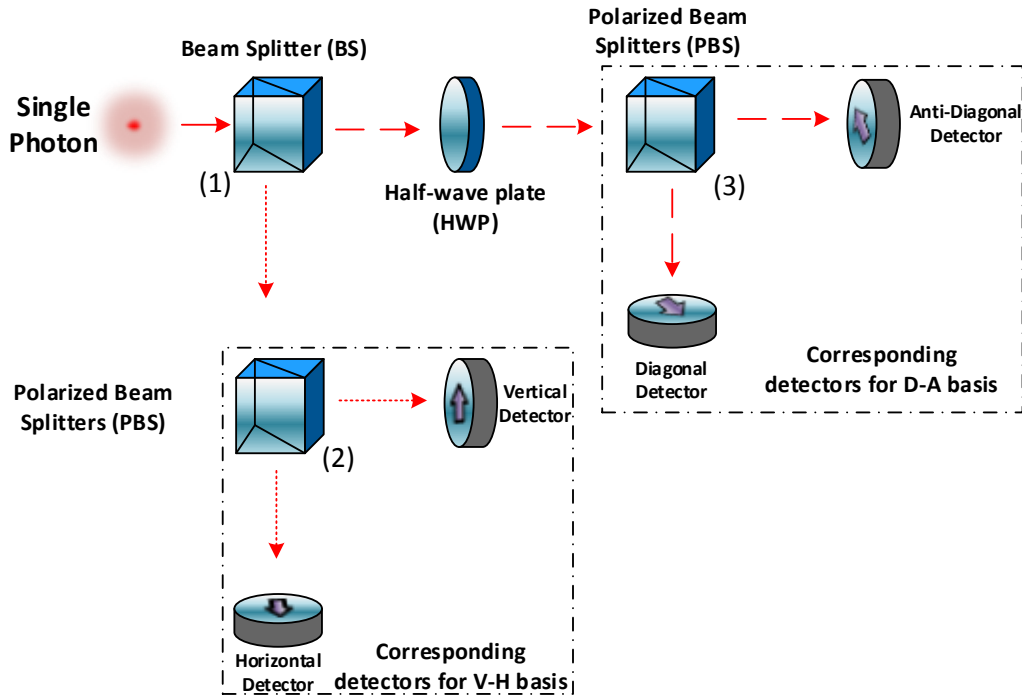 Polarized Beam
Splitters (PBS)
Beam Splitter (BS)
Single
Photon
Anti-Diagonal
Detector
(1)
(3)
Half-wave plate
(HWP)
Diagonal
Detector
Corresponding
detectors for D-A basis
Polarized Beam
Splitters (PBS)
Vertical
Detector
(2)
Horizontal
Detector
Corresponding
detectors for V-H basis